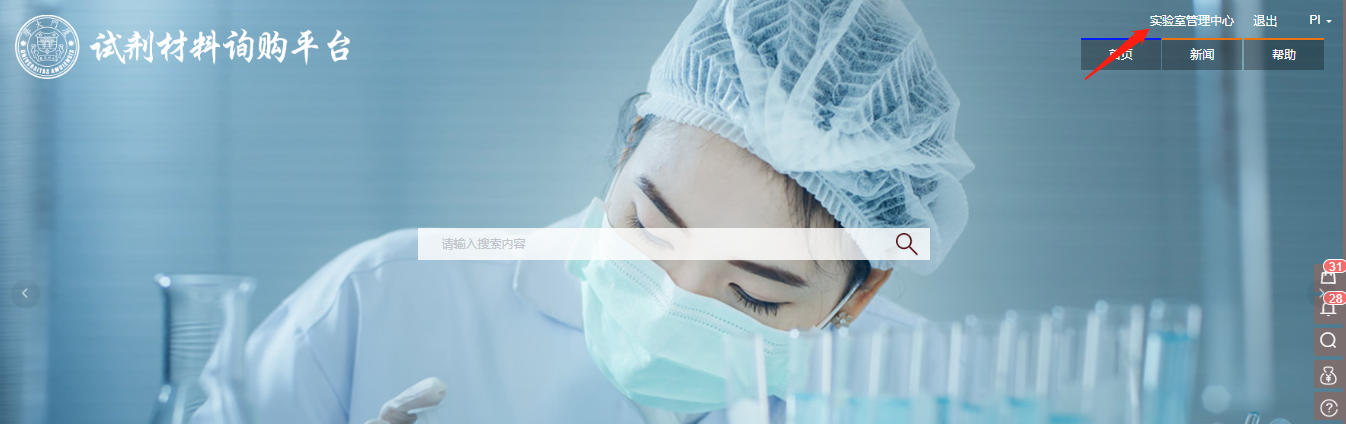 实验室管理中心 退出 PI
试剂材料询购平台
首页 新闻 帮助
请输入搜索内容
31
28